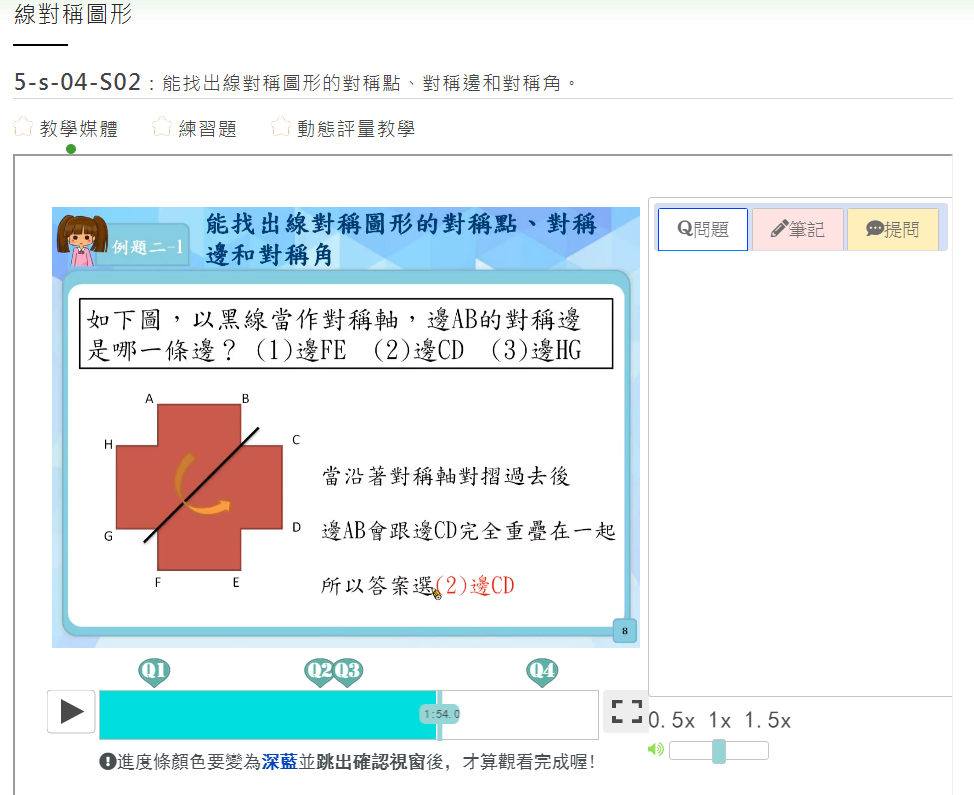 線對稱圖形
5-s-04-S02：能找出線對稱圖形的對稱點、對稱邊和對稱角。
教學媒體 練習題 動態評量教學
例題二-1
能找出線對稱圖形的對稱點、對稱
邊和對稱角
如下圖，以黑線當作對稱軸，邊AB的對稱邊
是哪一條邊？ (1)邊FE (2)邊CD (3)邊HG
A B
H C
G D
F E
當沿著對稱軸對摺過去後
邊AB會跟邊CD完全重疊在一起
所以答案選(2)邊CD
8
Q問題 筆記 提問
Q1 Q2 Q3 Q4
1:54.0
0.5x 1x 1.5x
進度條顏色要變為深藍並跳出確認視窗後，才算觀看完成喔!